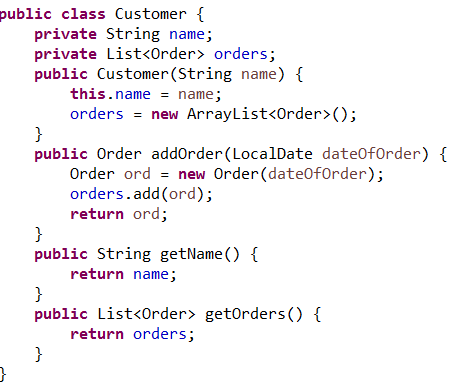 public class Customer {
    private String name;
    private List<Order> orders;
    public Customer(String name) {
        this.name = name;
        orders = new ArrayList<Order>();
    }
    public Order addOrder(LocalDate dateOfOrder) {
        Order ord = new Order(dateOfOrder);
        orders.add(ord);
        return ord;
    }
    public String getName() {
        return name;
    }
    public List<Order> getOrders() {
        return orders;
    }
}